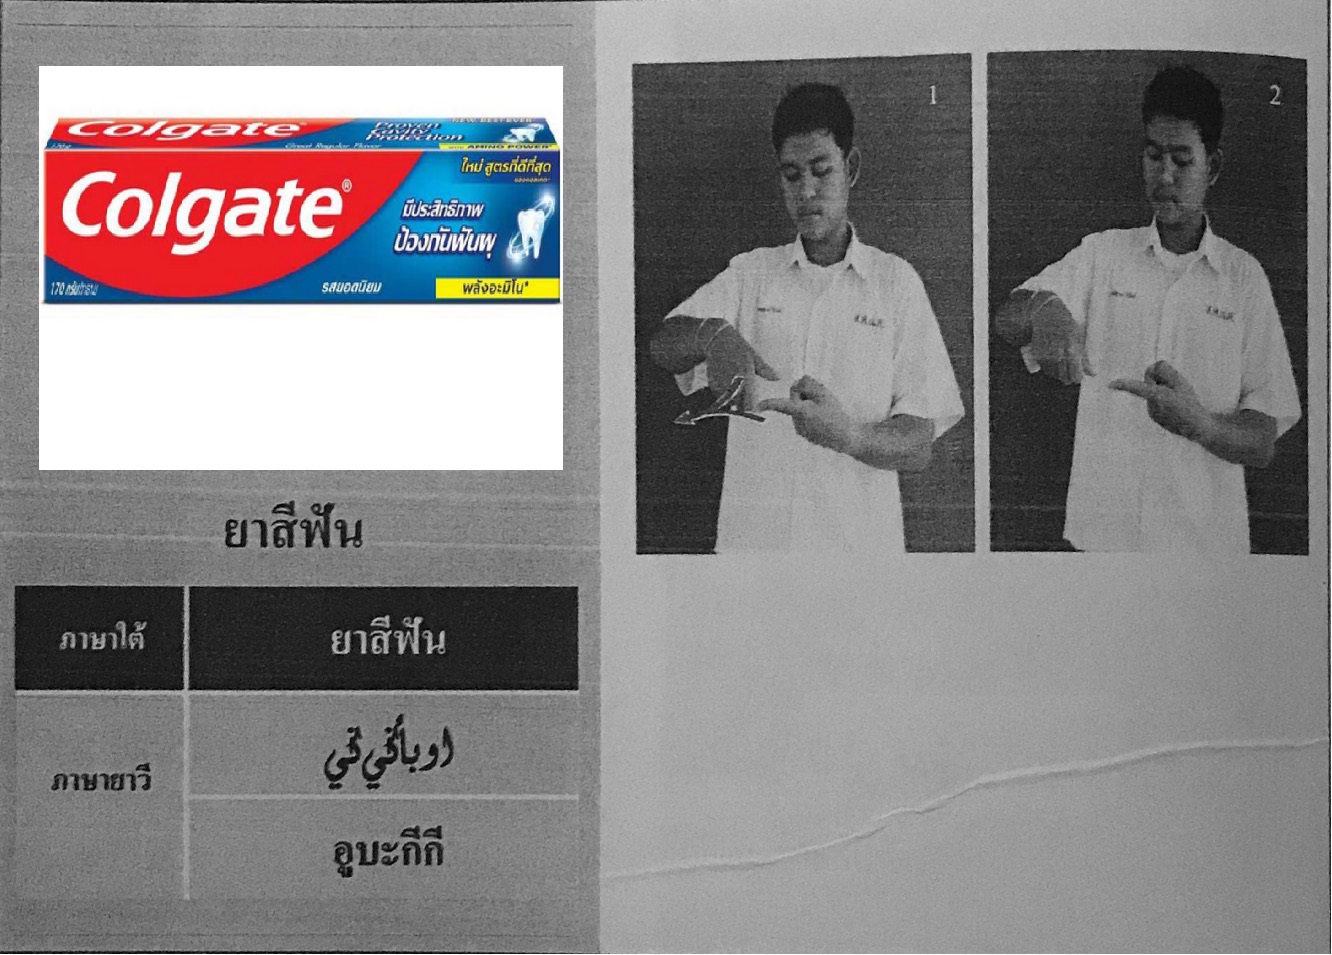 Colgate
Proven
Cavity
Protection
Great Regular Flavor
AMINO POWER
Colgate®
ใหม่ สูตรที่ดีที่สุด
มีประสิทธิภาพ
ป้องกันฟันผุ
170 กรัม
รสยอดนิยม
พลังอะมิโน*
ยาสีฟัน
ภาษาใต้
ยาสีฟัน
ภาษายาวี
اوبأݢي ݢي
อูบะกีกี
1
2